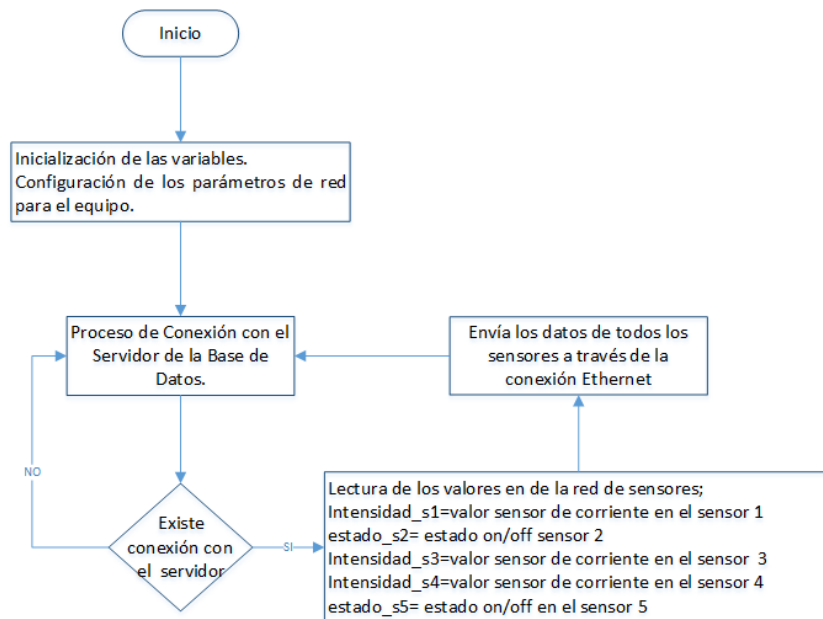 Inicio
Inicialización de las variables.
Configuración de los parámetros de red
para el equipo.
Proceso de Conexión con el
Servidor de la Base de
Datos.
Envía los datos de todos los
sensores a través de la
conexión Ethernet
NO
Existe
conexión con
el servidor
SI
Lectura de los valores en de la red de sensores;
Intensidad_s1=valor sensor de corriente en el sensor 1
estado_s2= estado on/off sensor 2
Intensidad_s3=valor sensor de corriente en el sensor 3
Intensidad_s4=valor sensor de corriente en el sensor 4
estado_s5= estado on/off en el sensor 5